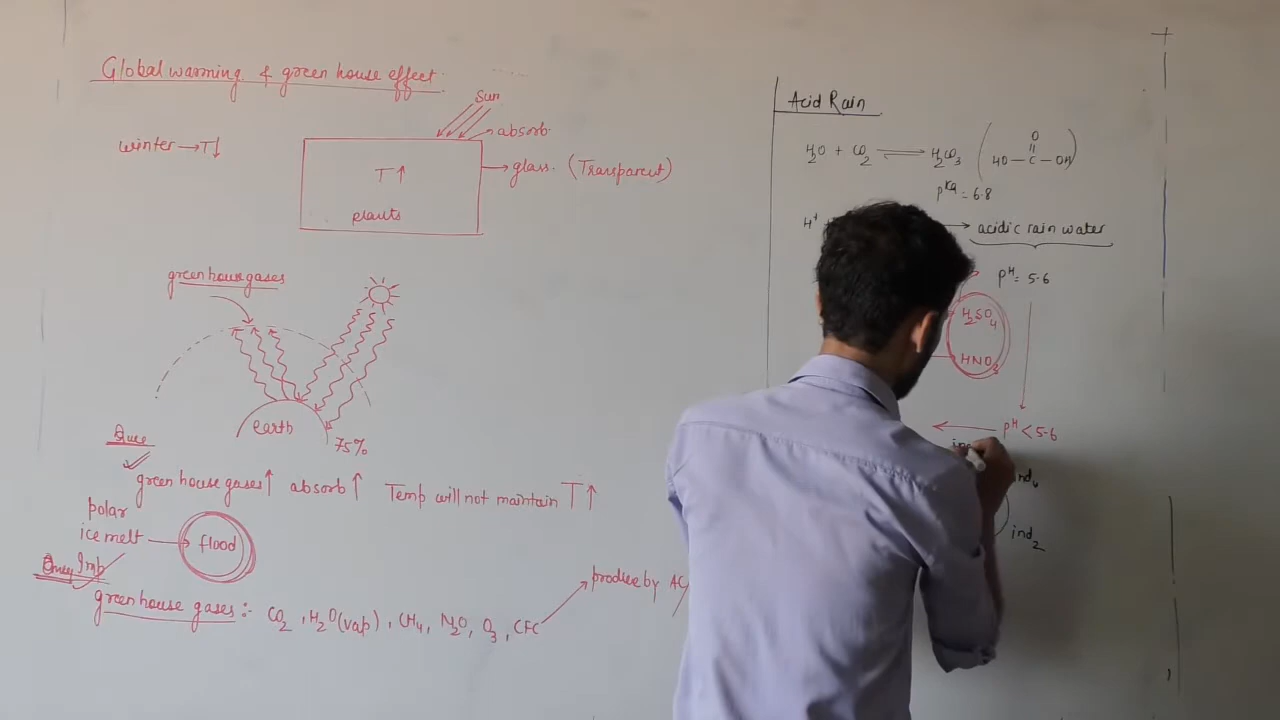 Global warming & green house effect:
Sun
absorb
winter → T↓
glass. (Transparent)
T↑
plants
green house gases
earth
75%
green house gases↑ absorb↑ Temp will not maintain T↑
polar
ice melt → flood
Imp
green house gases :- CO2, H2O(vap), CH4, N2O, O3, CFC
produce by AC/
Acid Rain
H2O + CO2 ⇌ H2CO3
O
HO—C—OH
pKa = 6.8
H+ → acidic rain water
pH = 5.6
H2SO4
HNO3
pH < 5.6
ind4
ind2